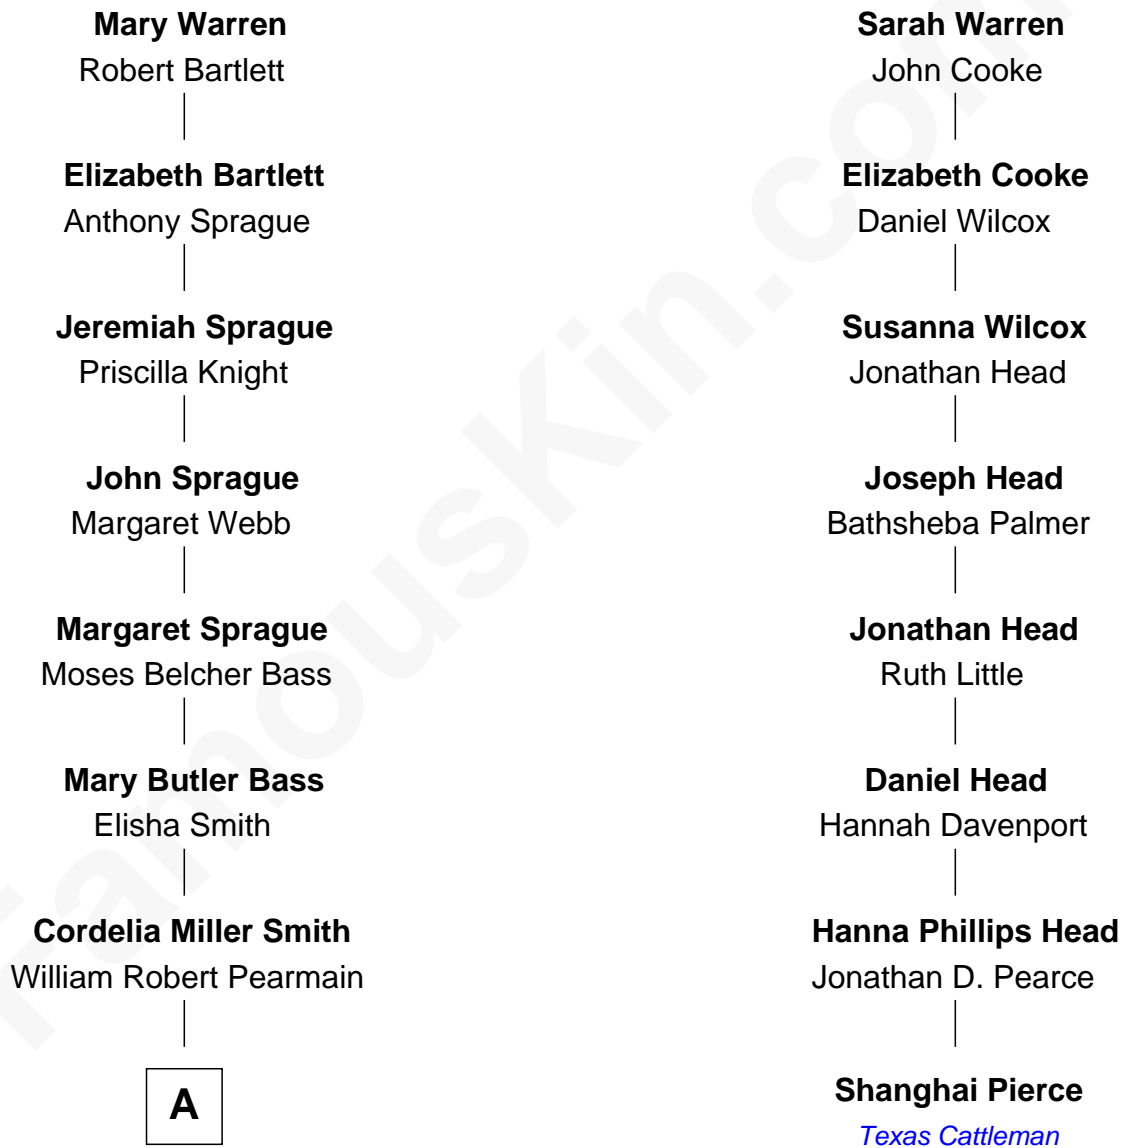 Mary Warren
Robert Bartlett
Elizabeth Bartlett
Anthony Sprague
Jeremiah Sprague
Priscilla Knight
John Sprague
Margaret Webb
Margaret Sprague
Moses Belcher Bass
Mary Butler Bass
Elisha Smith
Cordelia Miller Smith
William Robert Pearmain
A
Sarah Warren
John Cooke
Elizabeth Cooke
Daniel Wilcox
Susanna Wilcox
Jonathan Head
Joseph Head
Bathsheba Palmer
Jonathan Head
Ruth Little
Daniel Head
Hannah Davenport
Hanna Phillips Head
Jonathan D. Pearce
Shanghai Pierce
Texas Cattleman
FamousKin.com